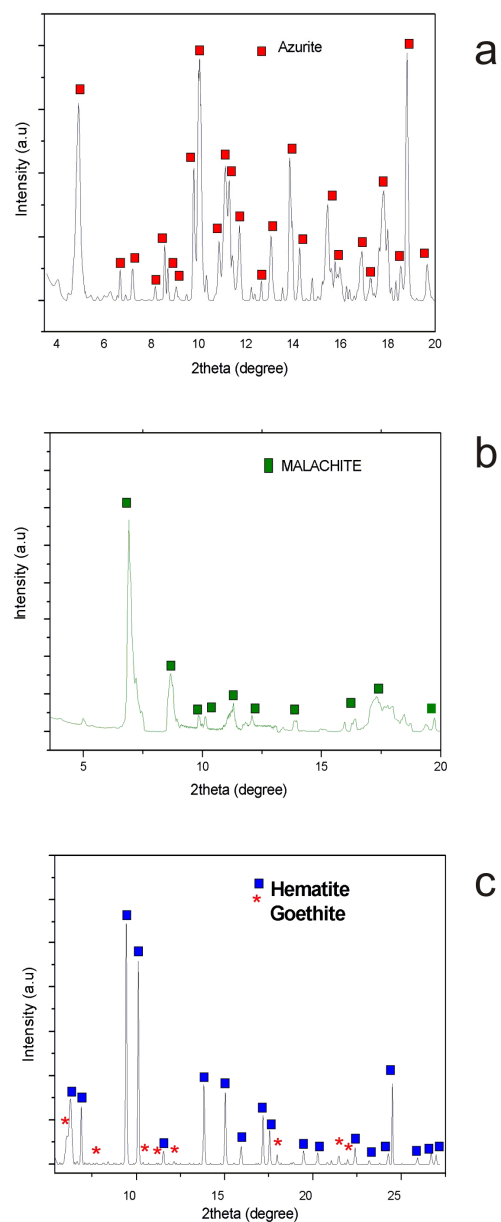 a
Azurite
Intensity (a.u)
4 6 8 10 12 14 16 18 20
2theta (degree)
b
MALACHITE
Intensity (a.u)
5 10 15 20
2theta (degree)
c
Hematite
* Goethite
Intensity (a.u)
10 15 20 25
2theta (degree)